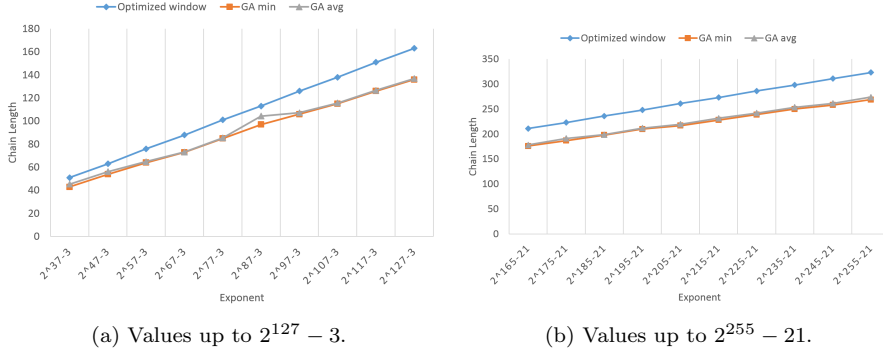 Optimized window GA min GA avg
180
160
140
120
100
80
60
40
20
0
Chain Length
2^37-3 2^47-3 2^57-3 2^67-3 2^77-3 2^87-3 2^97-3 2^107-3 2^117-3 2^127-3
Exponent
(a) Values up to 2^127 − 3.
Optimized window GA min GA avg
350
300
250
200
150
100
50
0
Chain Length
2^165-21 2^175-21 2^185-21 2^195-21 2^205-21 2^215-21 2^225-21 2^235-21 2^245-21 2^255-21
Exponent
(b) Values up to 2^255 − 21.